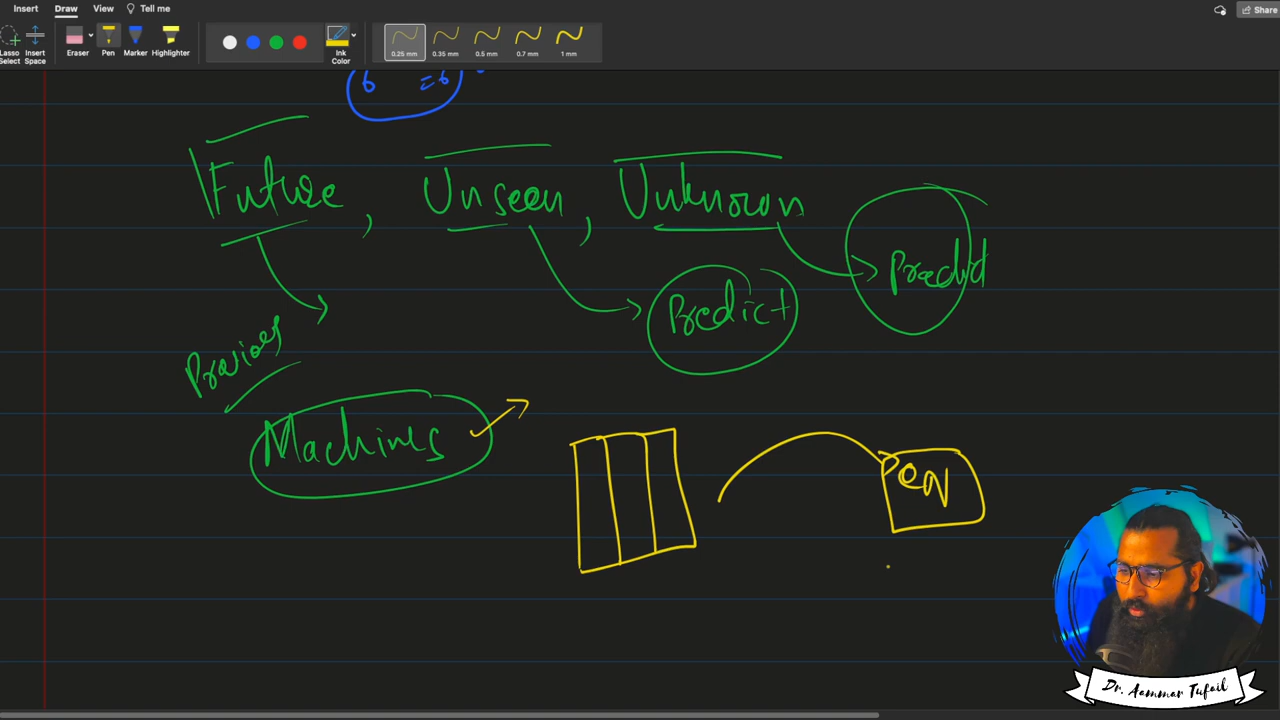 Insert Draw View Tell me
Share
Lasso Select
Insert Space
Eraser
Pen
Marker
Highlighter
Ink Color
0.25 mm
0.35 mm
0.5 mm
0.7 mm
1 mm
6 =6
Future, Unseen, Unknown
Predict
Machines
Dr. Aammar Tufail